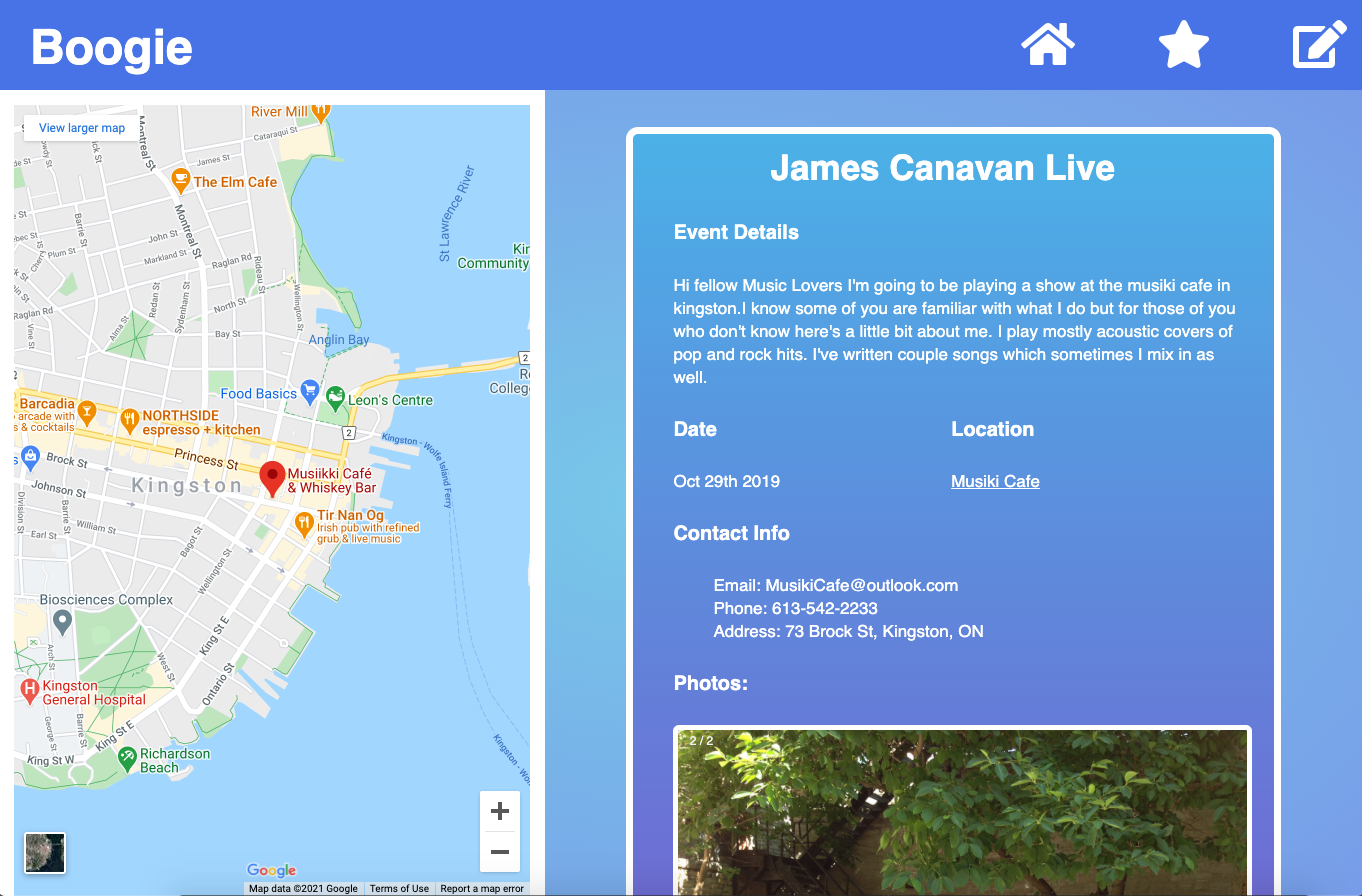 Boogie
View larger map
River Mill
Cataraqui St
Montreal St
James St
The Elm Cafe
St Lawrence River
Montreal St
Barrie St
John St
Plum St
Markland St
Raglan Rd
Rideau St
Redan St
Sydenham St
North St
Wellington St
Raglan Rd
Vine St
Alma St
Bay St
Anglin Bay
2
Food Basics
Leon's Centre
Barcadia
arcade with
s & cocktails
NORTHSIDE
espresso + kitchen
2
Kingston - Wolfe Island Ferry
Princess St
Brock St
Musiikki Café
& Whiskey Bar
Kingston
Johnson St
Division St
Barrie St
William St
Tir Nan Og
Irish pub with refined
grub & live music
Earl St
Bagot St
Wellington St
Biosciences Complex
King St E
Arch St
West St
Ontario St
Kingston
General Hospital
George St
Barrie St
King St E
King St W
Richardson
Beach
Google
Map data ©2021 Google
Terms of Use
Report a map error
James Canavan Live
Event Details
Hi fellow Music Lovers I'm going to be playing a show at the musiki cafe in
kingston.I know some of you are familiar with what I do but for those of you
who don't know here's a little bit about me. I play mostly acoustic covers of
pop and rock hits. I've written couple songs which sometimes I mix in as
well.
Date
Location
Oct 29th 2019
Musiki Cafe
Contact Info
Email: MusikiCafe@outlook.com
Phone: 613-542-2233
Address: 73 Brock St, Kingston, ON
Photos:
2 / 2